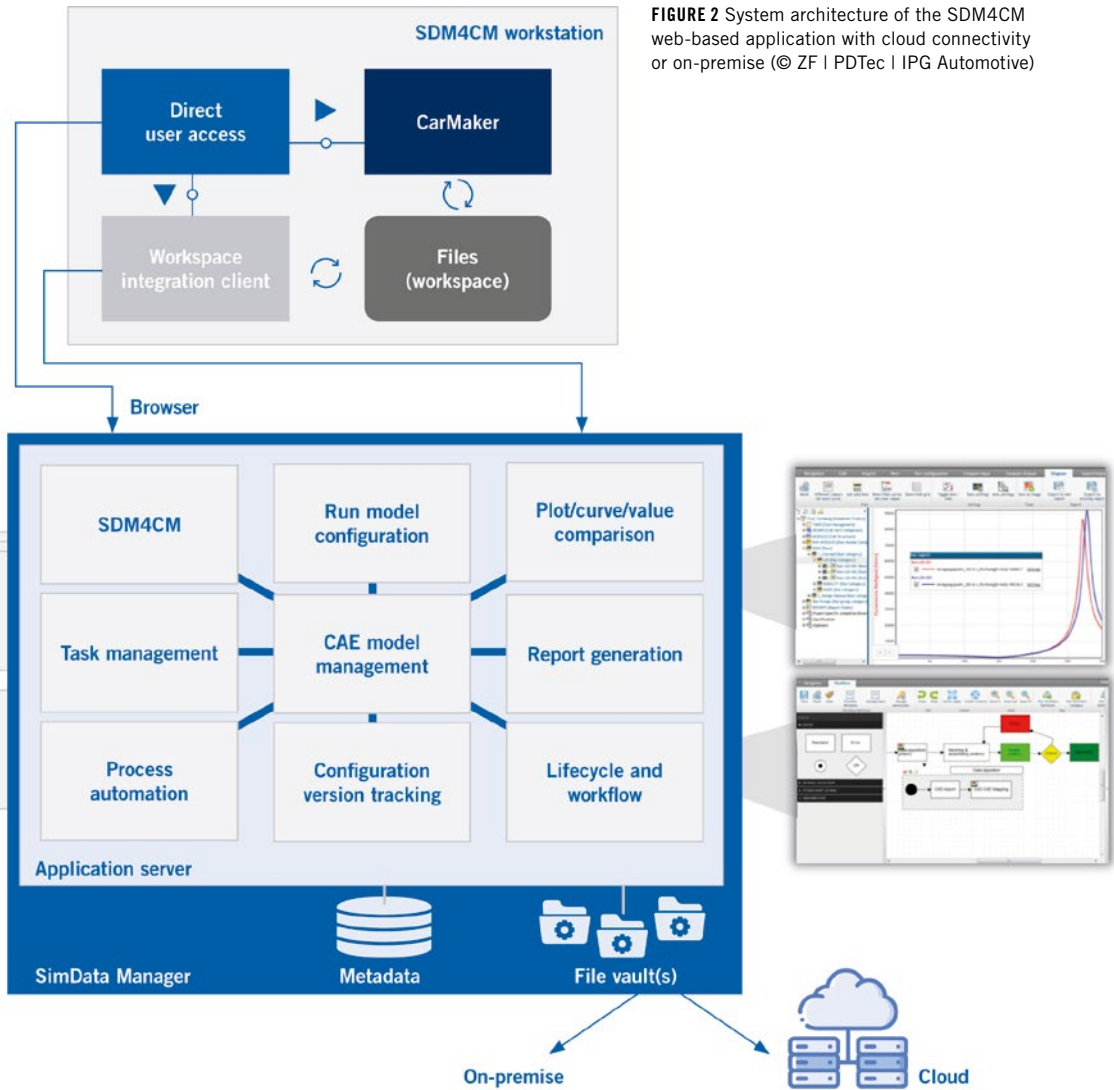 SDM4CM workstation
FIGURE 2 System architecture of the SDM4CM
web-based application with cloud connectivity
or on-premise (© ZF | PDTec | IPG Automotive)
Direct
user access
CarMaker
Workspace
integration client
Files
(workspace)
Browser
SDM4CM
Run model
configuration
Plot/curve/value
comparison
Task management
CAE model
management
Report generation
Process
automation
Configuration
version tracking
Lifecycle and
workflow
Application server
SimData Manager
Metadata
File vault(s)
On-premise
Cloud